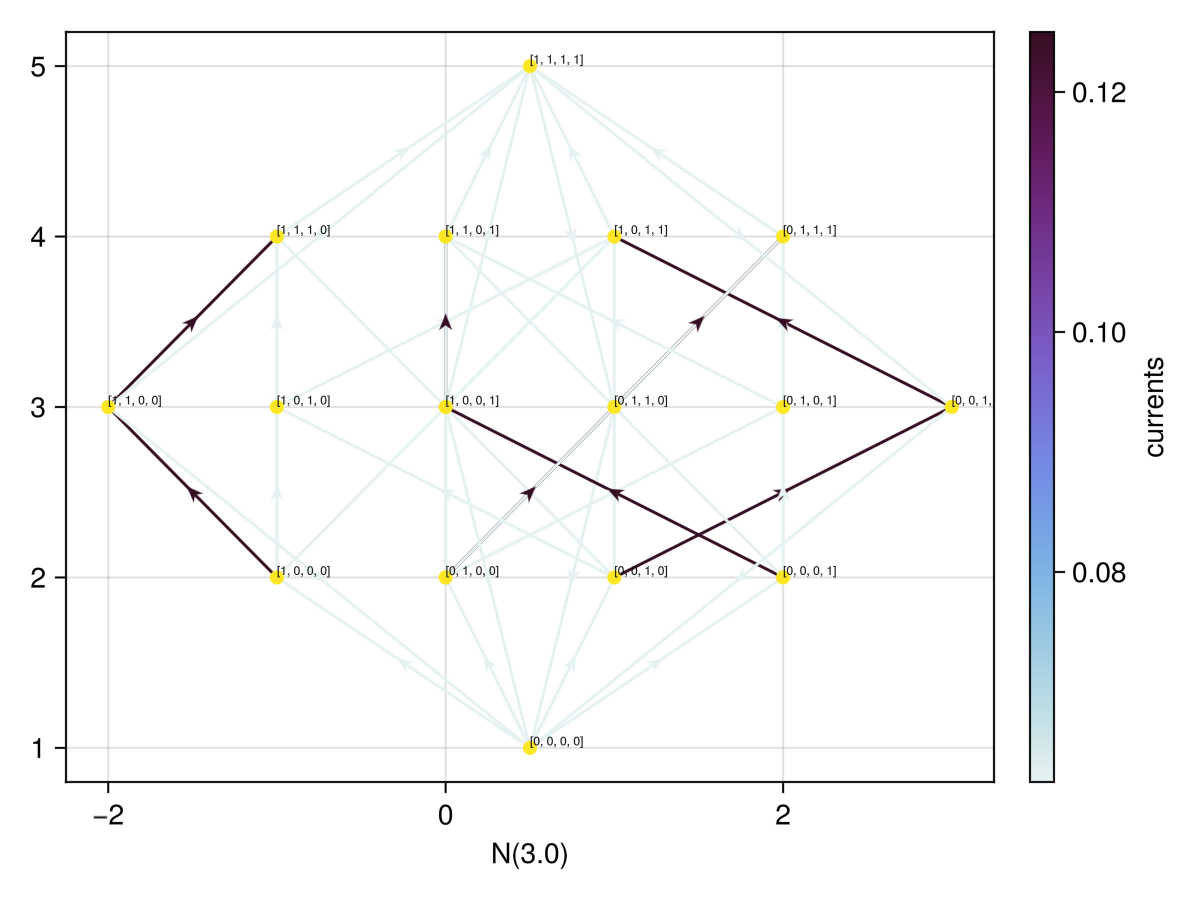 5
[1, 1, 1, 1]
0.12
4
[1, 1, 1, 0]
[1, 1, 0, 1]
[1, 0, 1, 1]
[0, 1, 1, 1]
0.10
currents
3
[1, 1, 0, 0]
[1, 0, 1, 0]
[1, 0, 0, 1]
[0, 1, 1, 0]
[0, 1, 0, 1]
[0, 0, 1,
2
[1, 0, 0, 0]
[0, 1, 0, 0]
[0, 0, 1, 0]
[0, 0, 0, 1]
0.08
1
[0, 0, 0, 0]
−2
0
2
N(3.0)